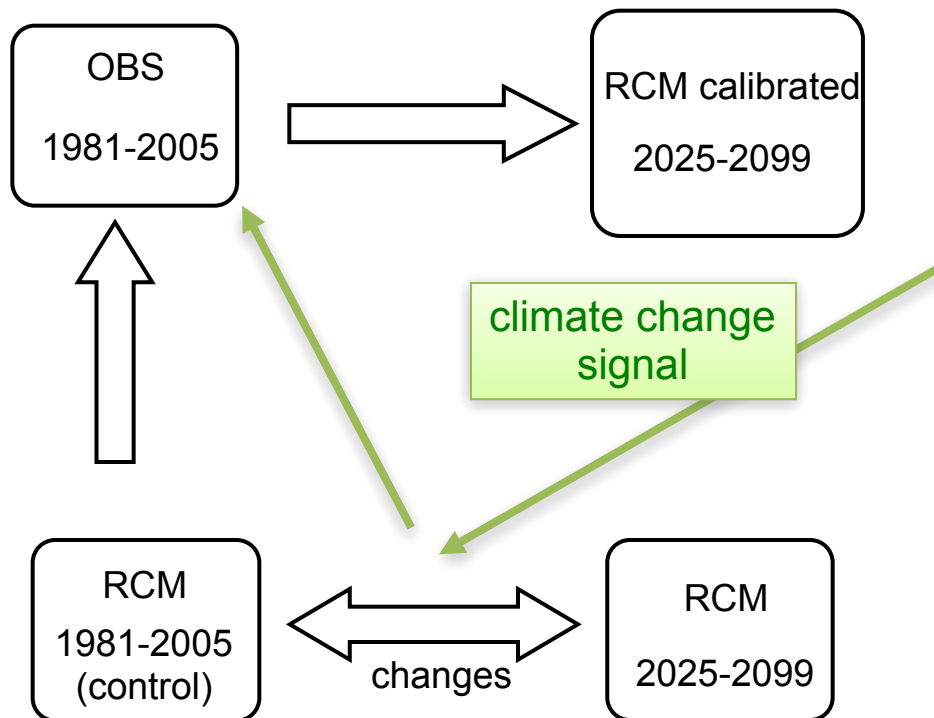 OBS
1981-2005
RCM calibrated
2025-2099
climate change
signal
RCM
1981-2005
(control)
changes
RCM
2025-2099